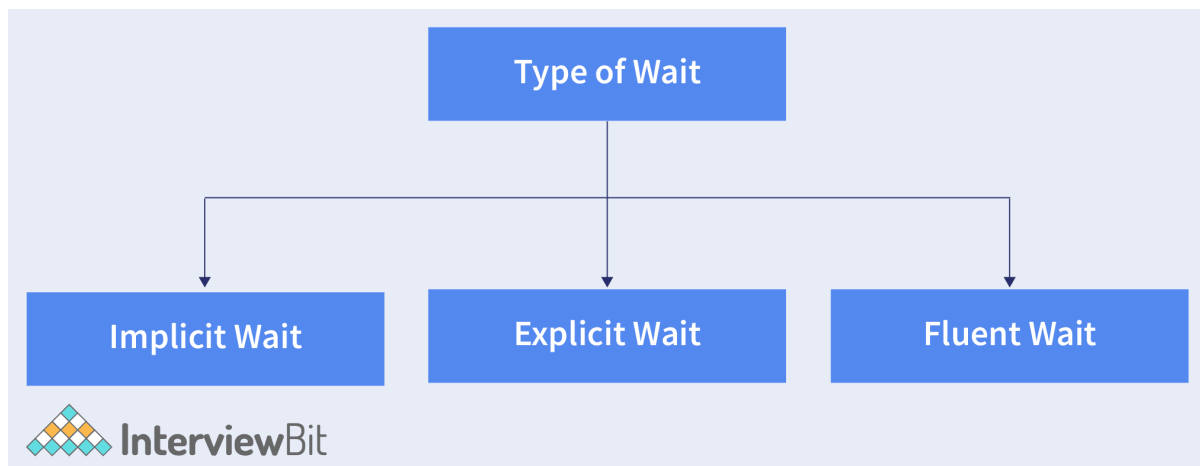 Type of Wait
Implicit Wait
Explicit Wait
Fluent Wait
InterviewBit